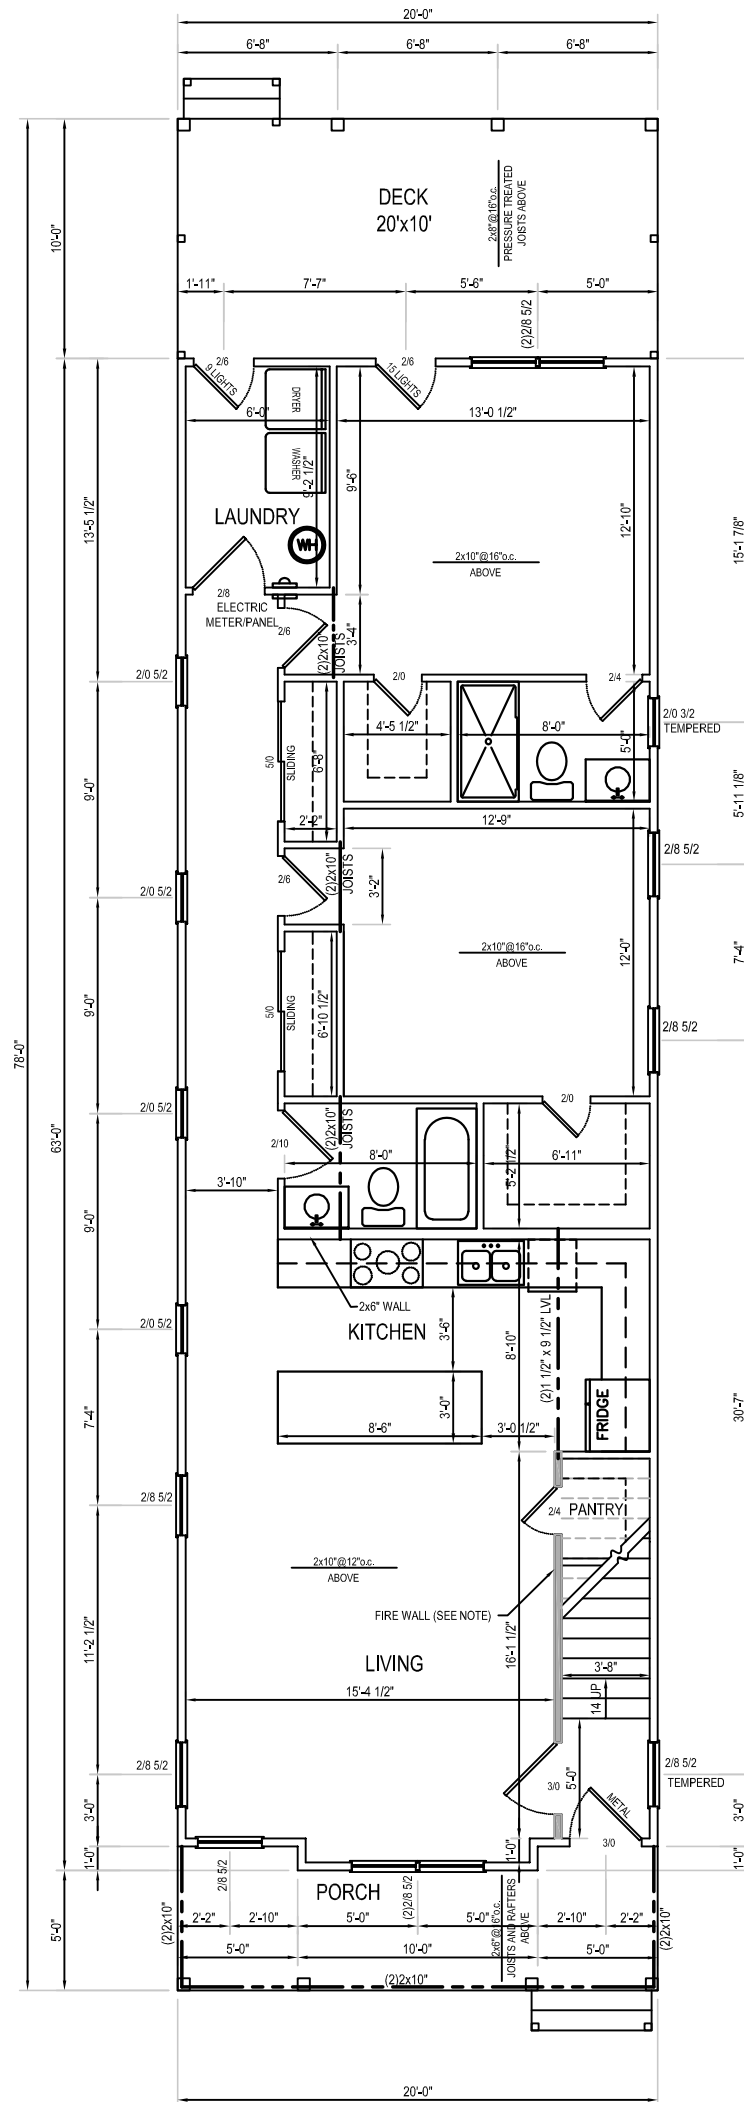 20'-0"
6'-8" 6'-8" 6'-8"
DECK
20'x10'
2x8"@16"o.c.
PRESSURE TREATED
JOISTS ABOVE
10'-0"
1'-11" 7'-7" 5'-6" 5'-0"
(2)2/8 5/2
2/6 2/6
9 LIGHTS 15 LIGHTS
DRYER
6'-0" 13'-0 1/2"
WASHER
9'-6" 12'-10"
13'-5 1/2" 15'-1 7/8"
LAUNDRY
WH
2x10"@16"o.c.
ABOVE
2/8
ELECTRIC
METER/PANEL
2/6
(2)2x10"
JOISTS
3'-4"
2/0 5/2 2/0 2/4
4'-5 1/2" 8'-0" 5'-0"
2/0 3/2
TEMPERED
5/0
SLIDING
6'-8"
9'-0"
5'-11 1/8"
2'-2" 12'-9"
2/8 5/2
2/0 5/2 2/6
(2)2x10"
JOISTS
3'-2"
2x10"@16"o.c.
ABOVE
12'-0"
7'-4"
5/0
SLIDING
6'-10 1/2"
9'-0"
2/8 5/2
78'-0"
63'-0"
2/0 5/2 2/0
2/10
(2)2x10"
JOISTS
8'-0" 5'-2 1/2" 6'-11"
3'-10"
9'-0"
2x6" WALL
2/0 5/2
KITCHEN
3'-6"
8'-10"
(2)1 1/2" x 9 1/2" LVL
7'-4"
3'-0"
8'-6" 3'-0 1/2"
FRIDGE
30'-7"
2/8 5/2
2/4 PANTRY
2x10"@12"o.c.
ABOVE
FIRE WALL (SEE NOTE)
11'-2 1/2"
16'-1 1/2"
LIVING
3'-8"
15'-4 1/2"
14 UP
2/8 5/2 2/8 5/2
TEMPERED
3/0 5'-0"
METAL
3'-0" 3'-0"
3/0
1'-0" 1'-0" 1'-0"
2/8 5/2
PORCH
(2)2/8 5/2
2x6"@16"o.c.
JOISTS AND RAFTERS
ABOVE
5'-0"
(2)2x10" (2)2x10"
2'-2" 2'-10" 5'-0" 5'-0" 2'-10" 2'-2"
5'-0" 10'-0" 5'-0"
(2)2x10"
20'-0"